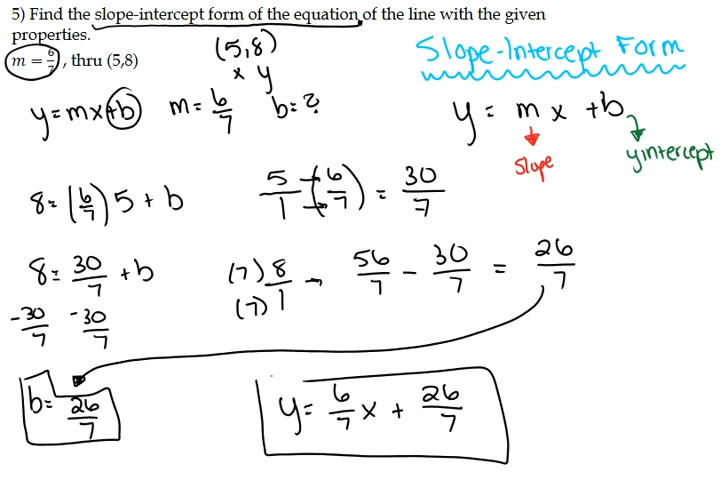 5) Find the slope-intercept form of the equation of the line with the given
properties.
m = 6/7, thru (5,8)
(5,8)
x y
Slope-Intercept Form
y=mx+b m= 6/7 b=?
y = mx +b
slope
yintercept
8=(6/7)5+b 5/1 (6/7) = 30/7
8= 30/7 +b (7)8/(7)1 - 56/7 - 30/7 = 26/7
-30/7 -30/7
b= 26/7
y= 6/7 x + 26/7